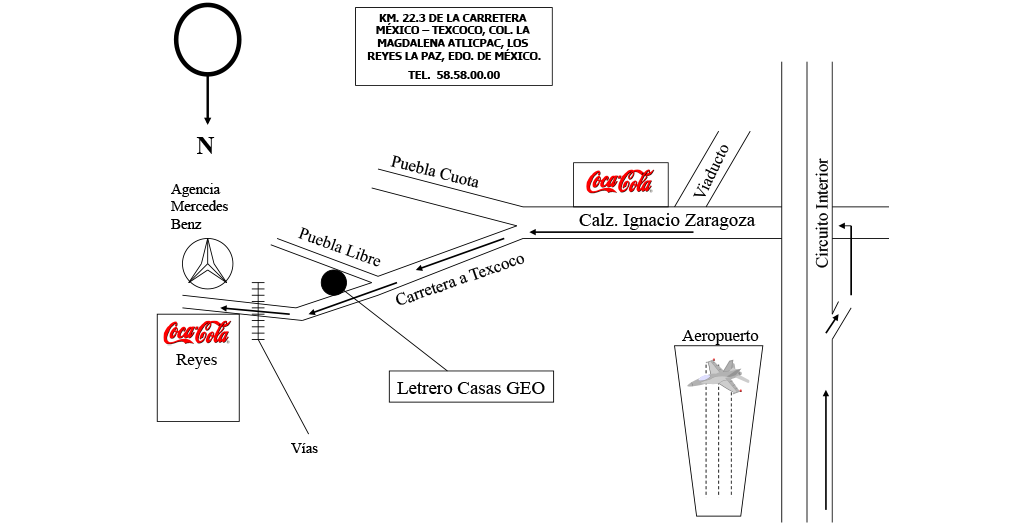 KM. 22.3 DE LA CARRETERA
MÉXICO – TEXCOCO, COL. LA
MAGDALENA ATLICPAC, LOS
REYES LA PAZ, EDO. DE MÉXICO.
TEL. 58.58.00.00
N
Agencia
Mercedes
Benz
Puebla Cuota
Coca-Cola
Viaducto
Calz. Ignacio Zaragoza
Circuito Interior
Puebla Libre
Carretera a Texcoco
Coca-Cola
Reyes
Aeropuerto
Letrero Casas GEO
Vías